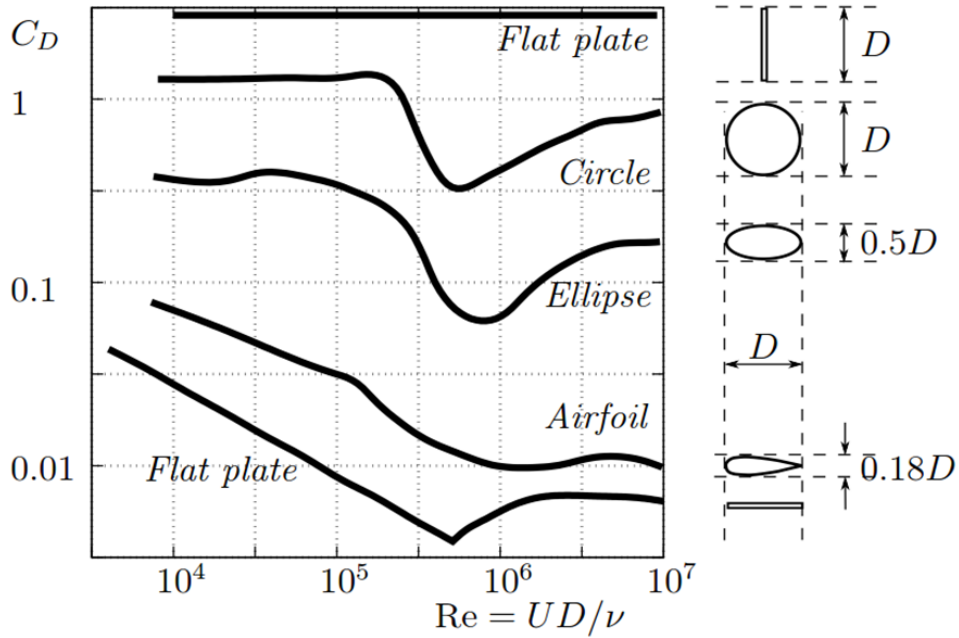 C_D
Flat plate
D
1
D
Circle
0.5D
0.1
Ellipse
D
Airfoil
0.01
Flat plate
0.18D
10^4
10^5
10^6
10^7
Re = UD/ν